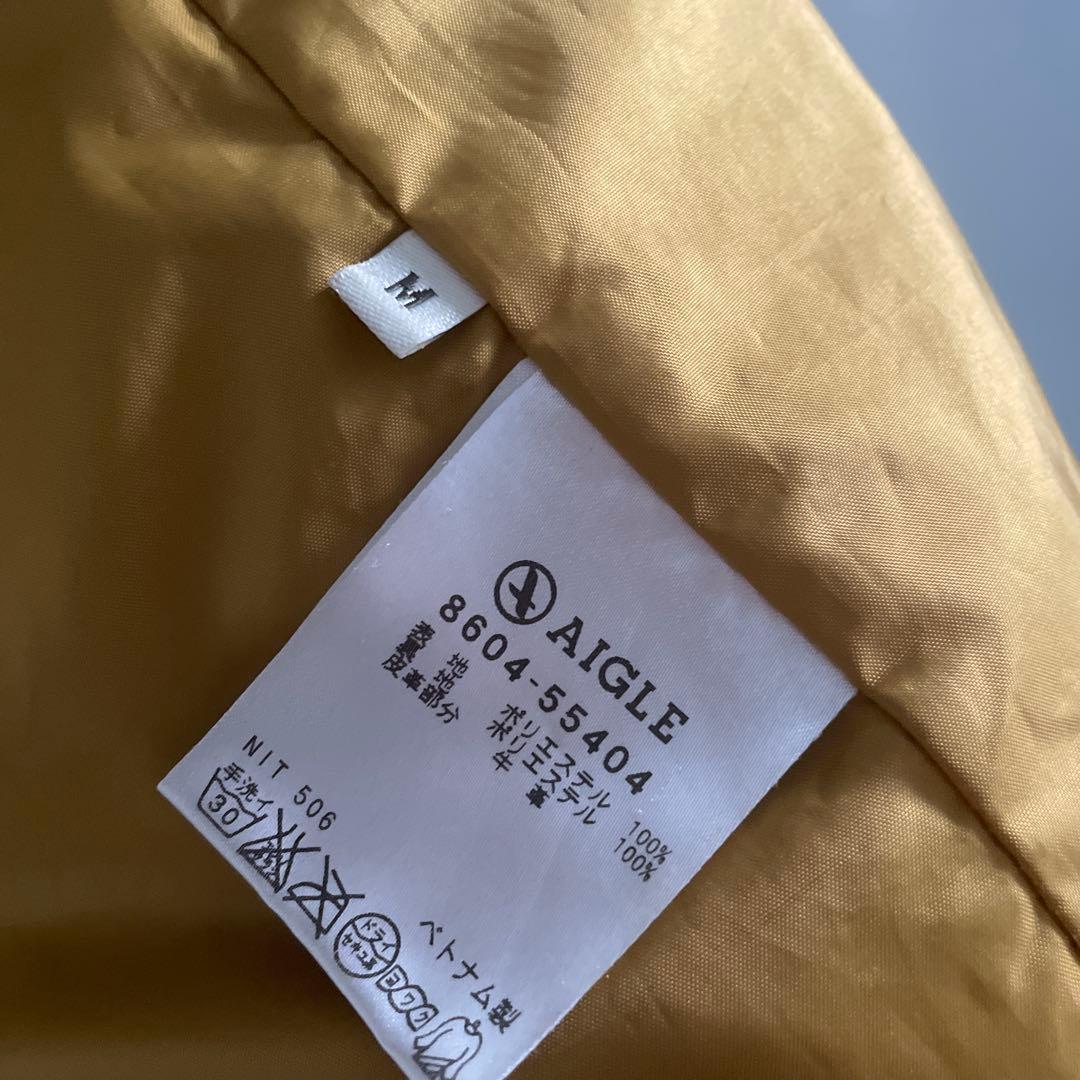 M
AIGLE
8604-55404
表地 ポリエステル 100%
裏地 ポリエステル 100%
皮革部分 牛革
NIT 506
手洗イ
30
ドライ
セキユ系
ヨワク
ベトナム製